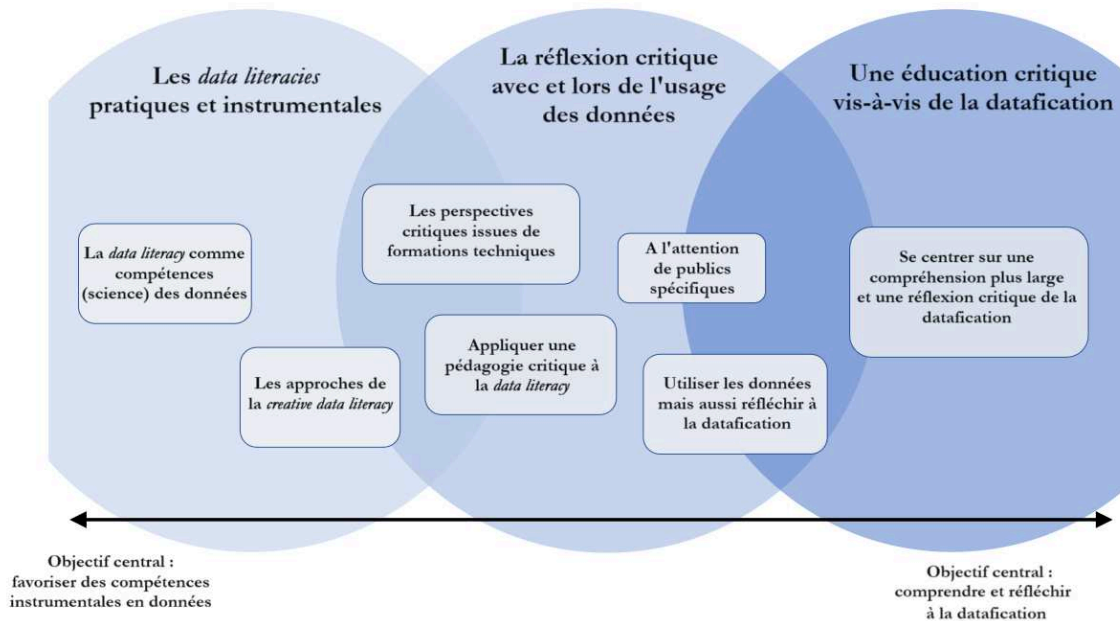 Les data literacies
pratiques et instrumentales
La réflexion critique
avec et lors de l'usage
des données
Une éducation critique
vis-à-vis de la datafication
La data literacy comme
compétences
(science) des données
Les approches de
la creative data literacy
Les perspectives
critiques issues de
formations techniques
Appliquer une
pédagogie critique à
la data literacy
A l'attention
de publics
spécifiques
Utiliser les données
mais aussi réfléchir à
la datafication
Se centrer sur une
compréhension plus large
et une réflexion critique de la
datafication
Objectif central :
favoriser des compétences
instrumentales en données
Objectif central :
comprendre et réfléchir
à la datafication